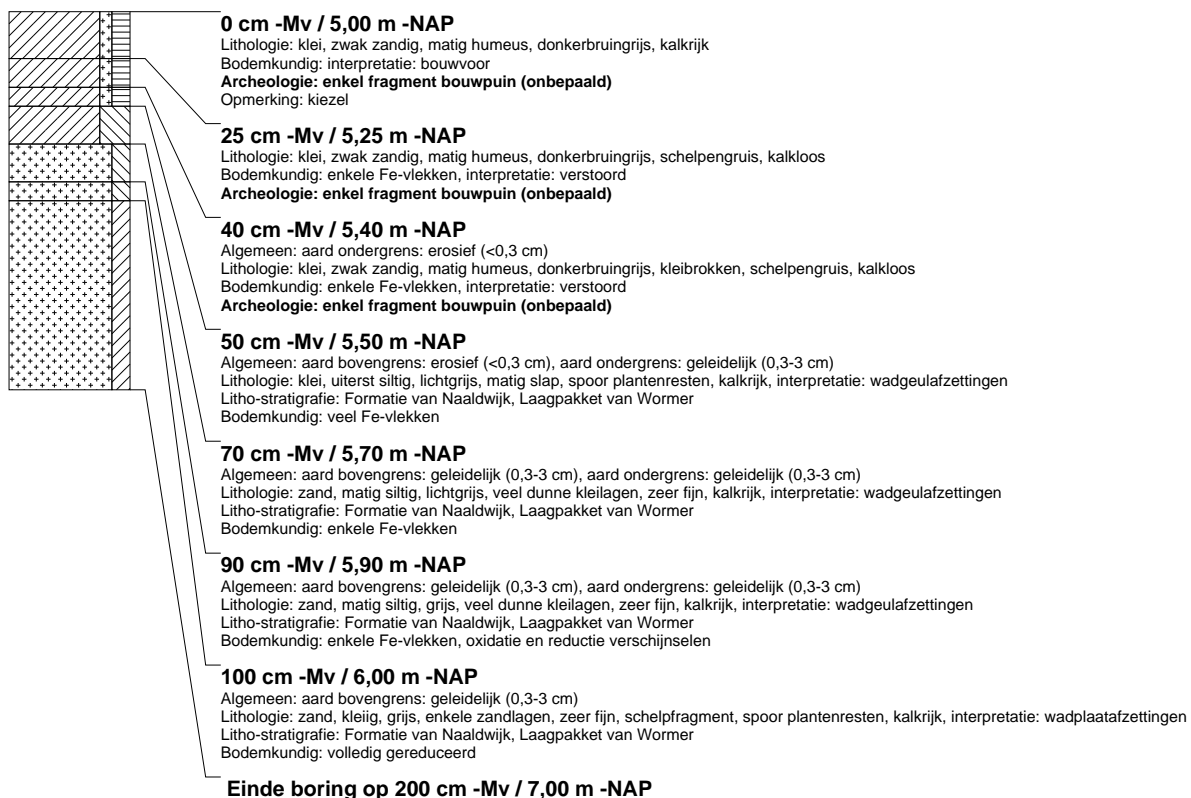 0 cm -Mv / 5,00 m -NAP
Lithologie: klei, zwak zandig, matig humeus, donkerbruingrijs, kalkrijk
Bodemkundig: interpretatie: bouwvoor
Archeologie: enkel fragment bouwpuin (onbepaald)
Opmerking: kiezel
25 cm -Mv / 5,25 m -NAP
Lithologie: klei, zwak zandig, matig humeus, donkerbruingrijs, schelpengruis, kalkloos
Bodemkundig: enkele Fe-vlekken, interpretatie: verstoord
Archeologie: enkel fragment bouwpuin (onbepaald)
40 cm -Mv / 5,40 m -NAP
Algemeen: aard ondergrens: erosief (<0,3 cm)
Lithologie: klei, zwak zandig, matig humeus, donkerbruingrijs, kleibrokken, schelpengruis, kalkloos
Bodemkundig: enkele Fe-vlekken, interpretatie: verstoord
Archeologie: enkel fragment bouwpuin (onbepaald)
50 cm -Mv / 5,50 m -NAP
Algemeen: aard bovengrens: erosief (<0,3 cm), aard ondergrens: geleidelijk (0,3-3 cm)
Lithologie: klei, uiterst siltig, lichtgrijs, matig slap, spoor plantenresten, kalkrijk, interpretatie: wadgeulafzettingen
Litho-stratigrafie: Formatie van Naaldwijk, Laagpakket van Wormer
Bodemkundig: veel Fe-vlekken
70 cm -Mv / 5,70 m -NAP
Algemeen: aard bovengrens: geleidelijk (0,3-3 cm), aard ondergrens: geleidelijk (0,3-3 cm)
Lithologie: zand, matig siltig, lichtgrijs, veel dunne kleilagen, zeer fijn, kalkrijk, interpretatie: wadgeulafzettingen
Litho-stratigrafie: Formatie van Naaldwijk, Laagpakket van Wormer
Bodemkundig: enkele Fe-vlekken
90 cm -Mv / 5,90 m -NAP
Algemeen: aard bovengrens: geleidelijk (0,3-3 cm), aard ondergrens: geleidelijk (0,3-3 cm)
Lithologie: zand, matig siltig, grijs, veel dunne kleilagen, zeer fijn, kalkrijk, interpretatie: wadgeulafzettingen
Litho-stratigrafie: Formatie van Naaldwijk, Laagpakket van Wormer
Bodemkundig: enkele Fe-vlekken, oxidatie en reductie verschijnselen
100 cm -Mv / 6,00 m -NAP
Algemeen: aard bovengrens: geleidelijk (0,3-3 cm)
Lithologie: zand, kleiig, grijs, enkele zandlagen, zeer fijn, schelpfragment, spoor plantenresten, kalkrijk, interpretatie: wadplaatafzettingen
Litho-stratigrafie: Formatie van Naaldwijk, Laagpakket van Wormer
Bodemkundig: volledig gereduceerd
Einde boring op 200 cm -Mv / 7,00 m -NAP